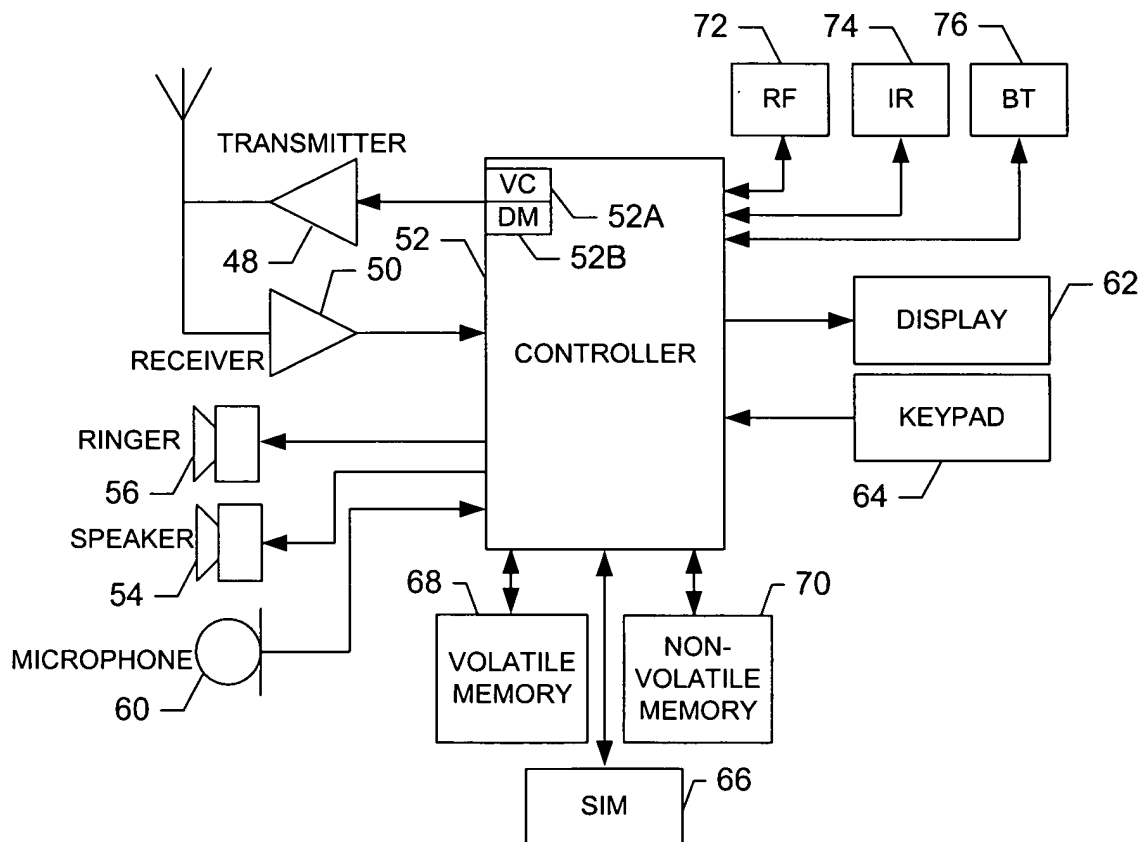 72
74
76
RF
IR
BT
TRANSMITTER
VC
DM
52A
52
52B
48
50
62
DISPLAY
CONTROLLER
RECEIVER
KEYPAD
RINGER
56
64
SPEAKER
54
68
70
MICROPHONE
60
VOLATILE
MEMORY
NON-
VOLATILE
MEMORY
66
SIM